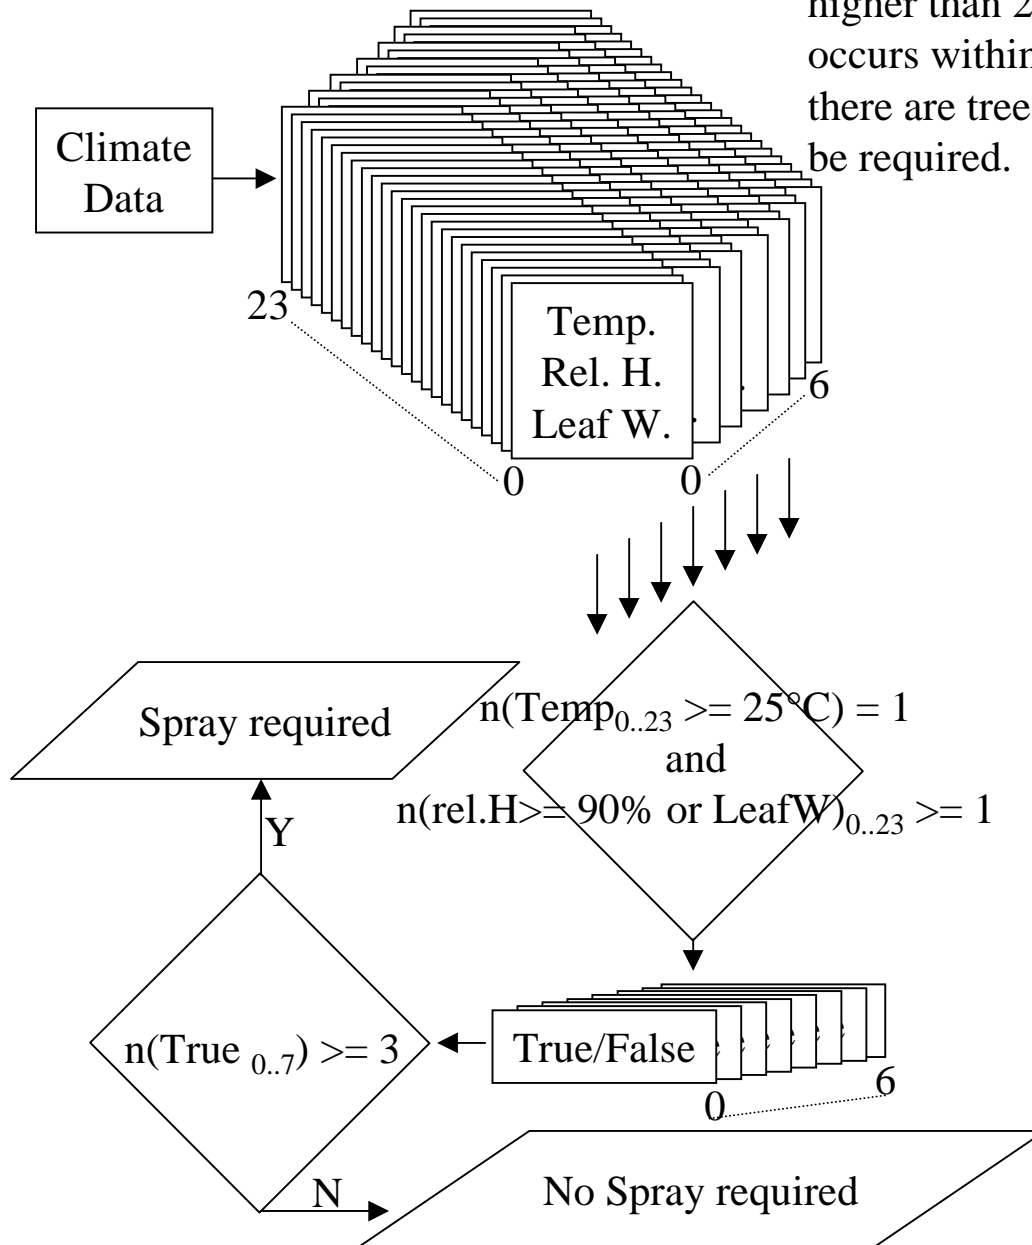 higher than 2
occurs within
there are tree
be required.
Climate
Data
23
Temp.
Rel. H.
Leaf W.
6
0
0
Spray required
n(Temp0..23 >= 25°C) = 1
and
n(rel.H>= 90% or LeafW)0..23 >= 1
Y
n(True 0..7) >= 3
True/False
6
0
N
No Spray required